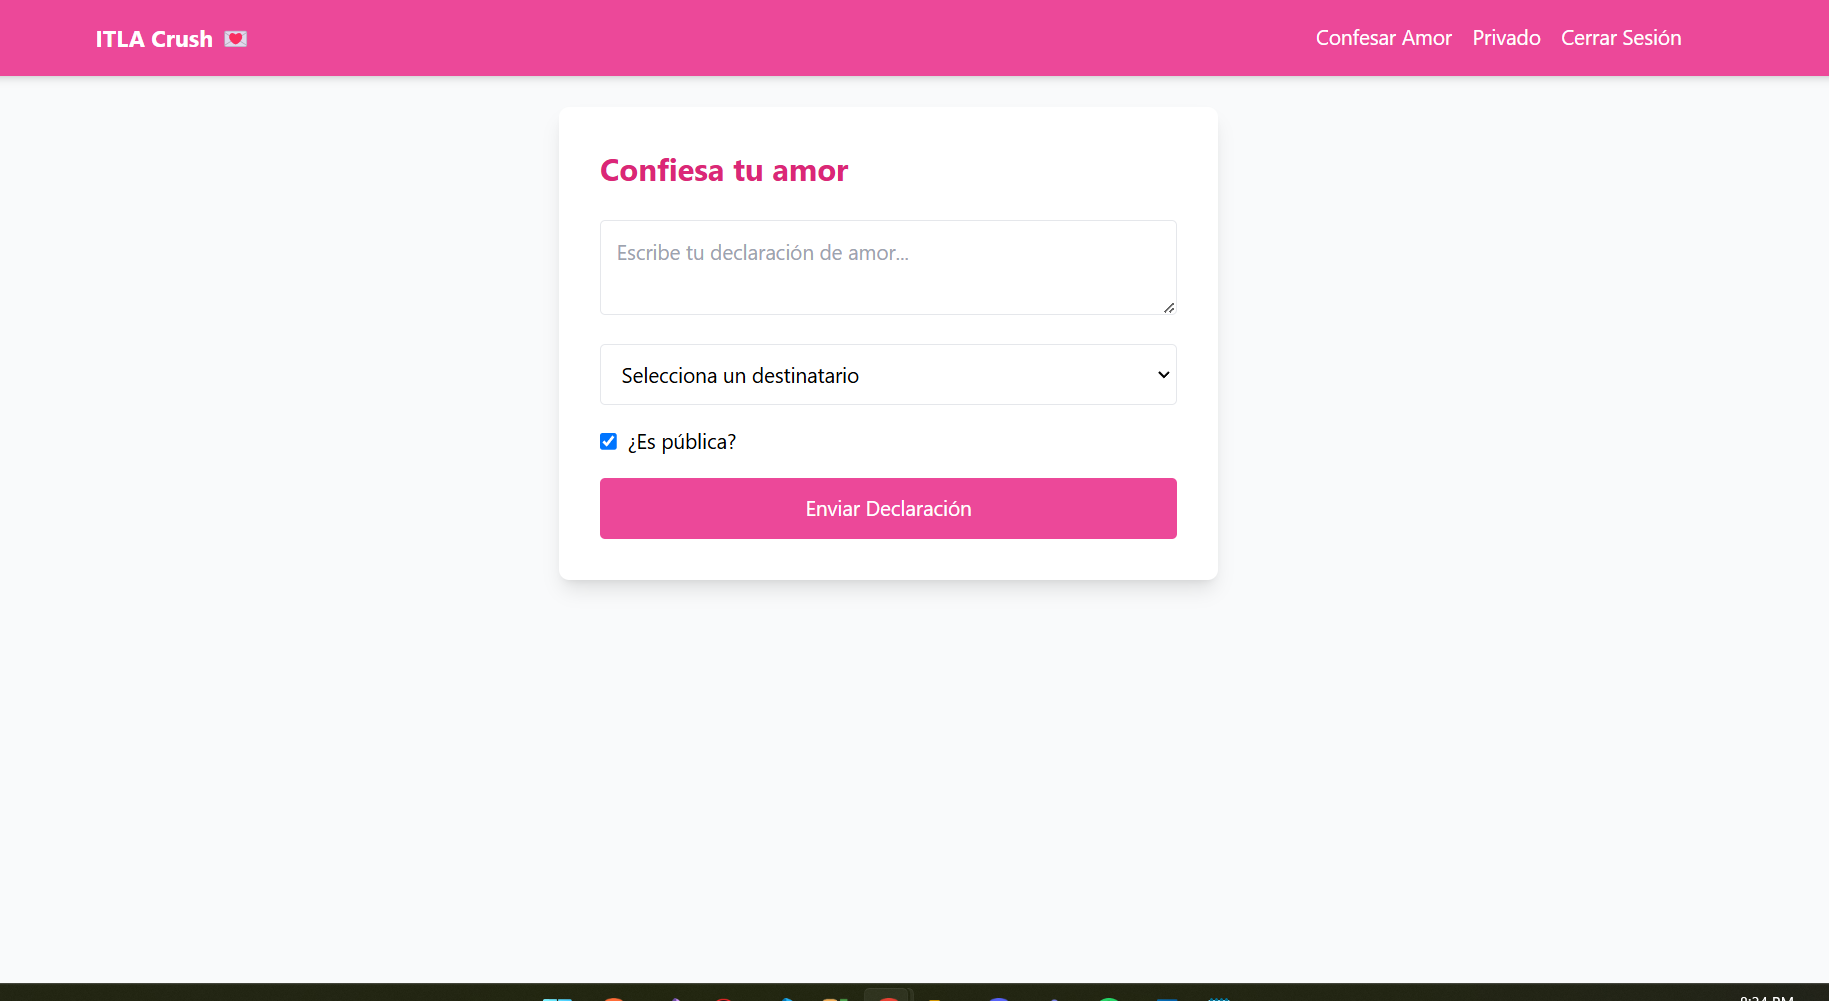 ITLA Crush 💌
Confesar Amor Privado Cerrar Sesión
Confiesa tu amor
Escribe tu declaración de amor...
Selecciona un destinatario
¿Es pública?
Enviar Declaración